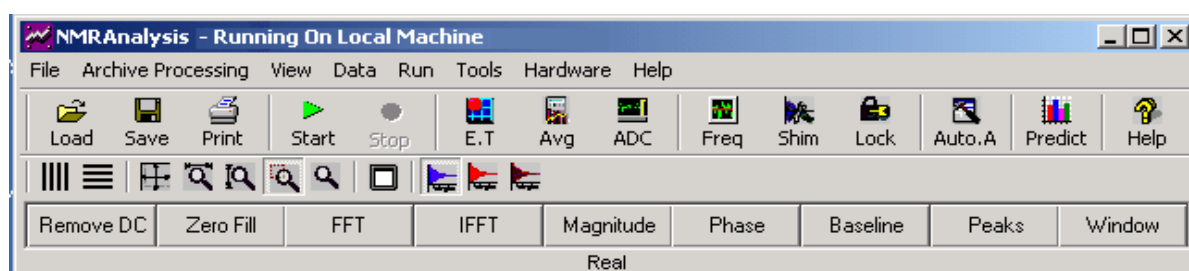 NMRAnalysis - Running On Local Machine
File Archive Processing View Data Run Tools Hardware Help
Load Save Print Start Stop E.T Avg ADC Freq Shim Lock Auto.A Predict Help
Remove DC Zero Fill FFT IFFT Magnitude Phase Baseline Peaks Window
Real